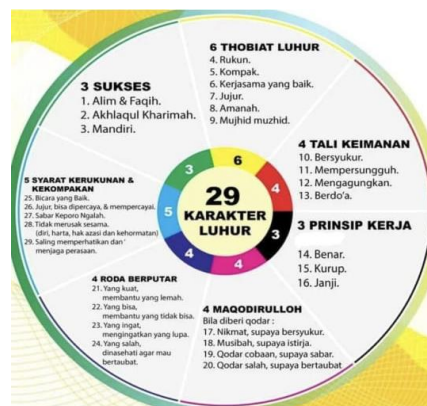 3 SUKSES
1. Alim & Faqih.
2. Akhlaqul Kharimah.
3. Mandiri.
6 THOBIAT LUHUR
4. Rukun.
5. Kompak.
6. Kerjasama yang baik.
7. Jujur.
8. Amanah.
9. Mujhid muzhid.
4 TALI KEIMANAN
10. Bersyukur.
11. Mempersungguh.
12. Mengagungkan.
13. Berdo'a.
3 PRINSIP KERJA
14. Benar.
15. Kurup.
16. Janji.
4 MAQODIRULLOH
Bila diberi qodar :
17. Nikmat, supaya bersyukur.
18. Musibah, supaya istirja.
19. Qodar cobaan, supaya sabar.
20. Qodar salah, supaya bertaubat
4 RODA BERPUTAR
21. Yang kuat,
membantu yang lemah.
22. Yang bisa,
membantu yang tidak bisa.
23. Yang ingat,
mengingatkan yang lupa.
24. Yang salah,
dinasehati agar mau
bertaubat.
5 SYARAT KERUKUNAN &
KEKOMPAKAN
25. Bicara yang Baik.
26. Jujur, bisa dipercaya, & mempercayai.
27. Sabar Keporo Ngalah.
28. Tidak merusak sesama.
(diri, harta, hak azasi dan kehormatan)
29. Saling memperhatikan dan '
menjaga perasaan.
3
6
4
3
4
4
5
29
KARAKTER
LUHUR